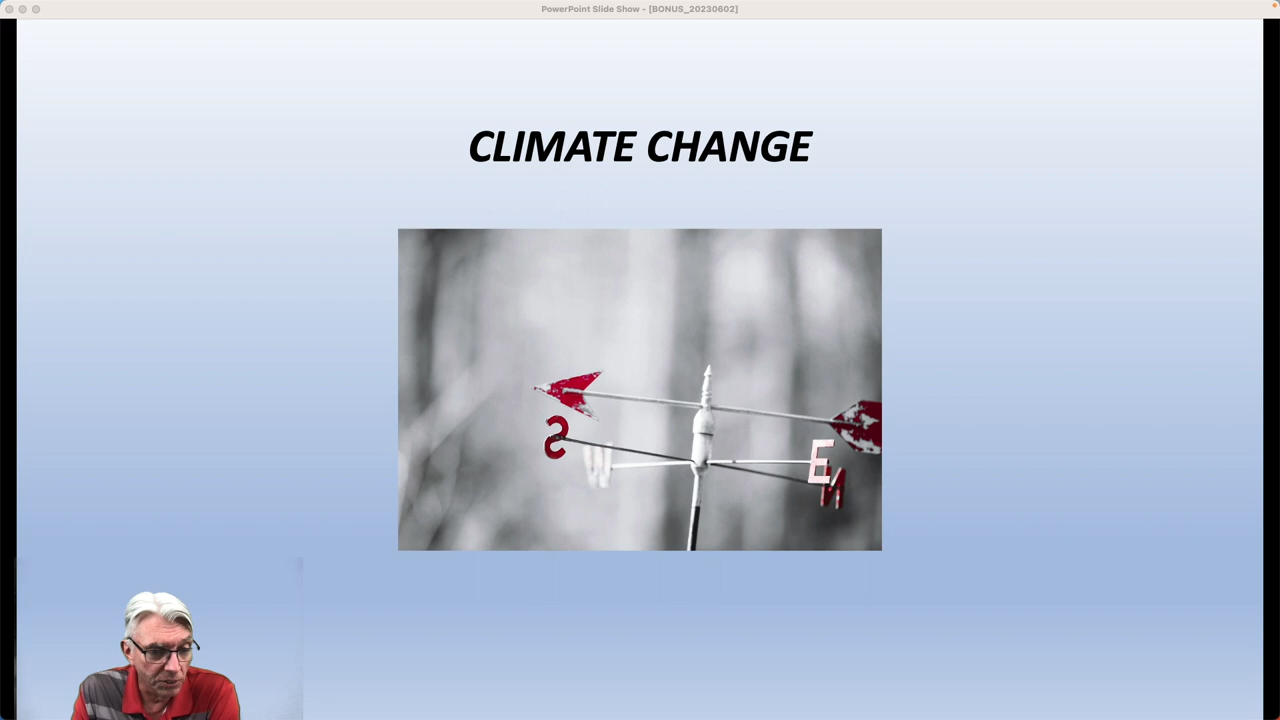 PowerPoint Slide Show - [BONUS_20230602]
CLIMATE CHANGE
S
W
E
N